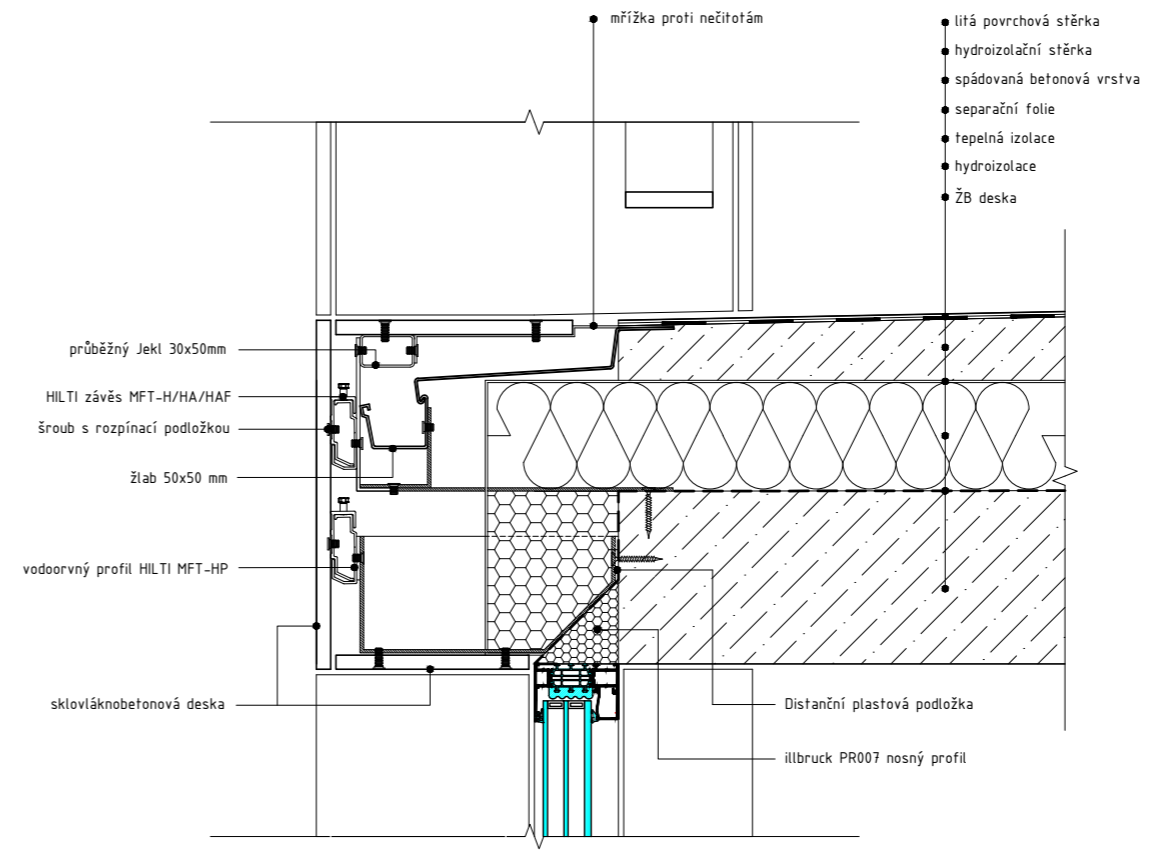 mřížka proti nečitotám
litá povrchová stěrka
hydroizolační stěrka
spádovaná betonová vrstva
separační folie
tepelná izolace
hydroizolace
ŽB deska
průběžný Jekl 30x50mm
HILTI závěs MFT-H/HA/HAF
šroub s rozpínací podložkou
žlab 50x50 mm
vodoorvný profil HILTI MFT-HP
sklovláknobetonová deska
Distanční plastová podložka
illbruck PR007 nosný profil